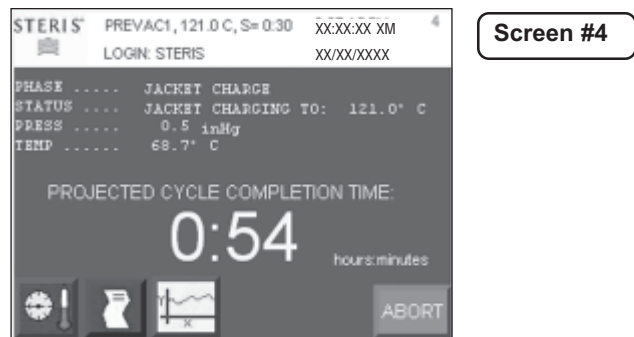 STERIS® PREVAC1, 121.0 C, S= 0:30 XX:XX:XX XM 4
LOGIN: STERIS XX/XX/XXXX
Screen #4
PHASE ..... JACKET CHARGE
STATUS .... JACKET CHARGING TO: 121.0° C
PRESS ..... 0.5 inHg
TEMP ...... 68.7° C
PROJECTED CYCLE COMPLETION TIME:
0:54 hours:minutes
X
ABORT